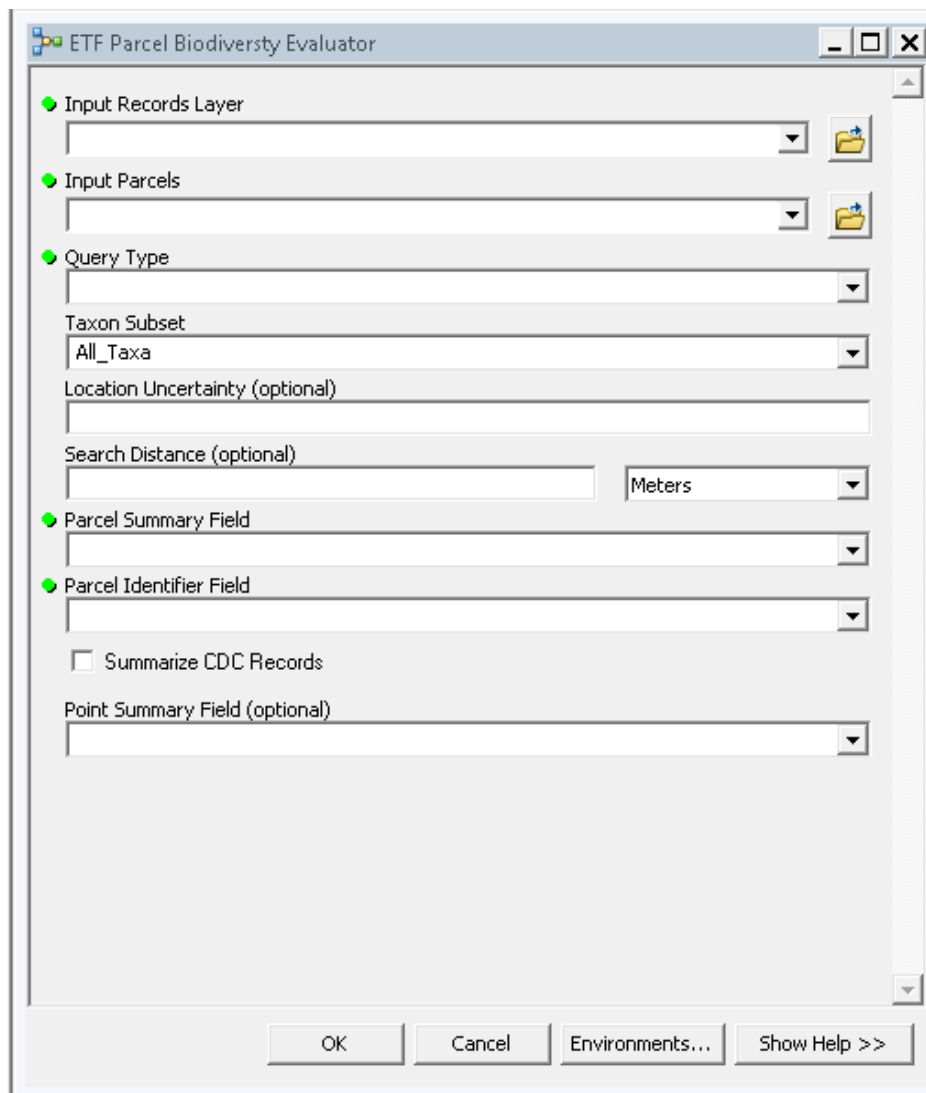 ETF Parcel Biodiversty Evaluator
Input Records Layer
Input Parcels
Query Type
Taxon Subset
All_Taxa
Location Uncertainty (optional)
Search Distance (optional)
Meters
Parcel Summary Field
Parcel Identifier Field
Summarize CDC Records
Point Summary Field (optional)
OK Cancel Environments... Show Help >>